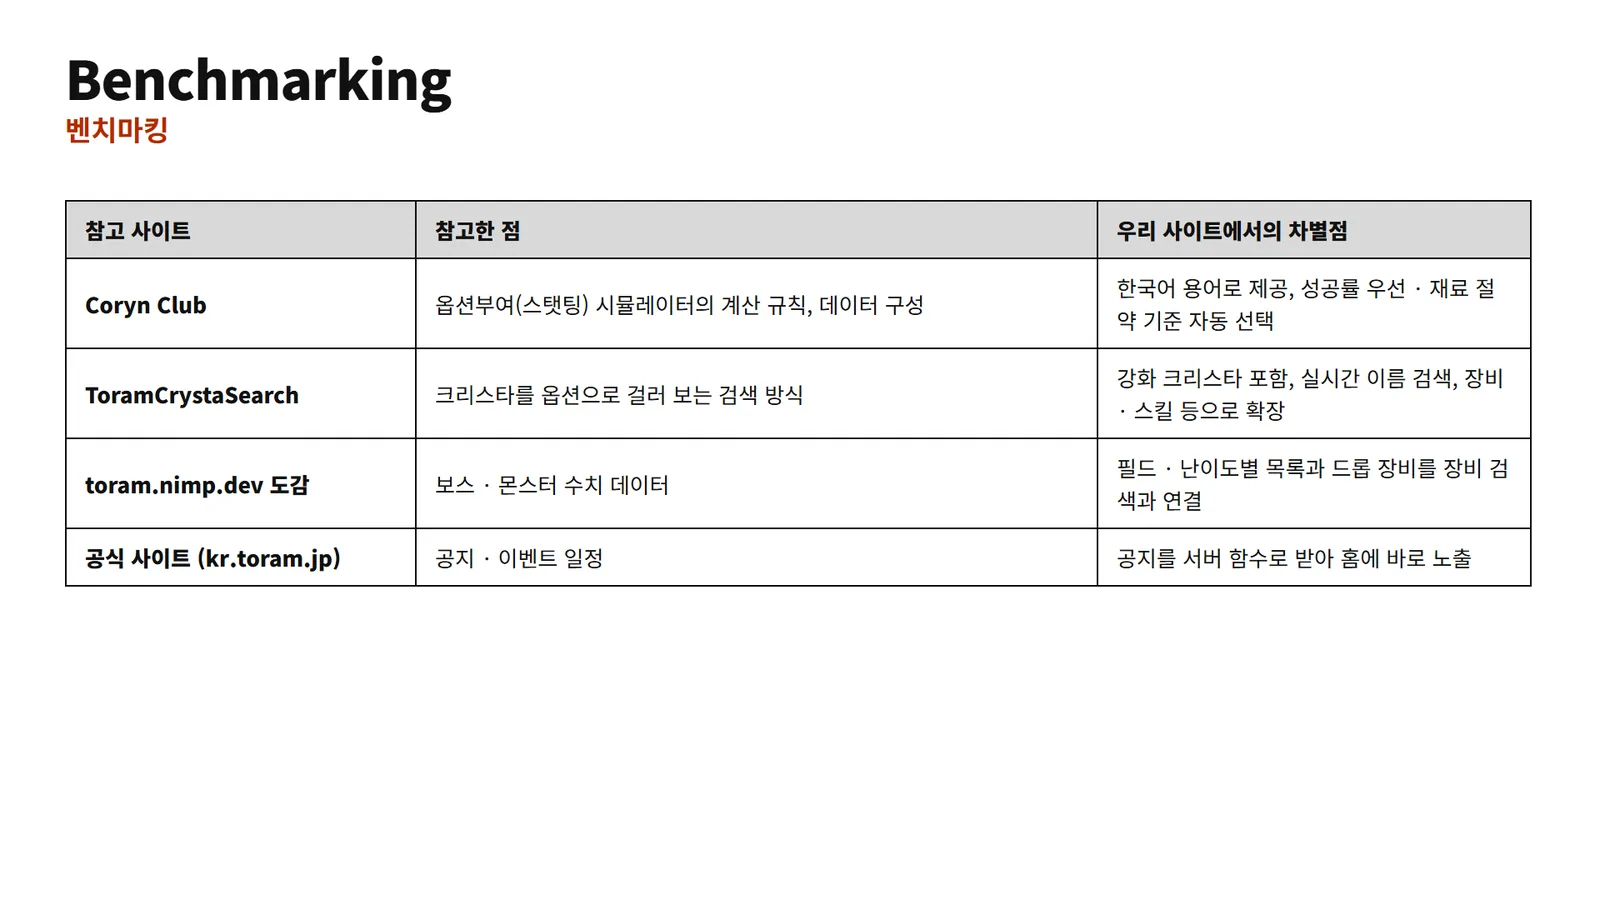 Benchmarking
벤치마킹
참고 사이트
참고한 점
우리 사이트에서의 차별점
Coryn Club
옵션부여(스탯팅) 시뮬레이터의 계산 규칙, 데이터 구성
한국어 용어로 제공, 성공률 우선 · 재료 절
약 기준 자동 선택
ToramCrystaSearch
크리스타를 옵션으로 걸러 보는 검색 방식
강화 크리스타 포함, 실시간 이름 검색, 장비
· 스킬 등으로 확장
toram.nimp.dev 도감
보스 · 몬스터 수치 데이터
필드 · 난이도별 목록과 드롭 장비를 장비 검
색과 연결
공식 사이트 (kr.toram.jp)
공지 · 이벤트 일정
공지를 서버 함수로 받아 홈에 바로 노출